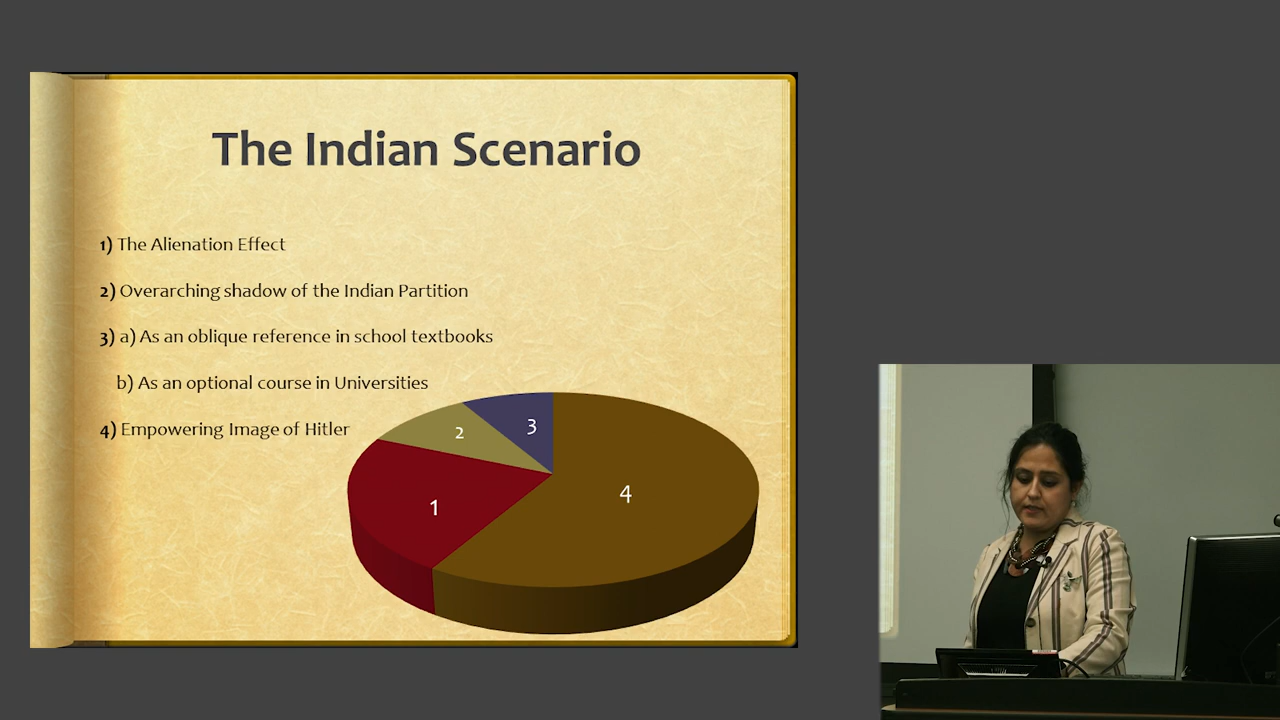 The Indian Scenario
1) The Alienation Effect
2) Overarching shadow of the Indian Partition
3) a) As an oblique reference in school textbooks
b) As an optional course in Universities
4) Empowering Image of Hitler
2
3
1
4